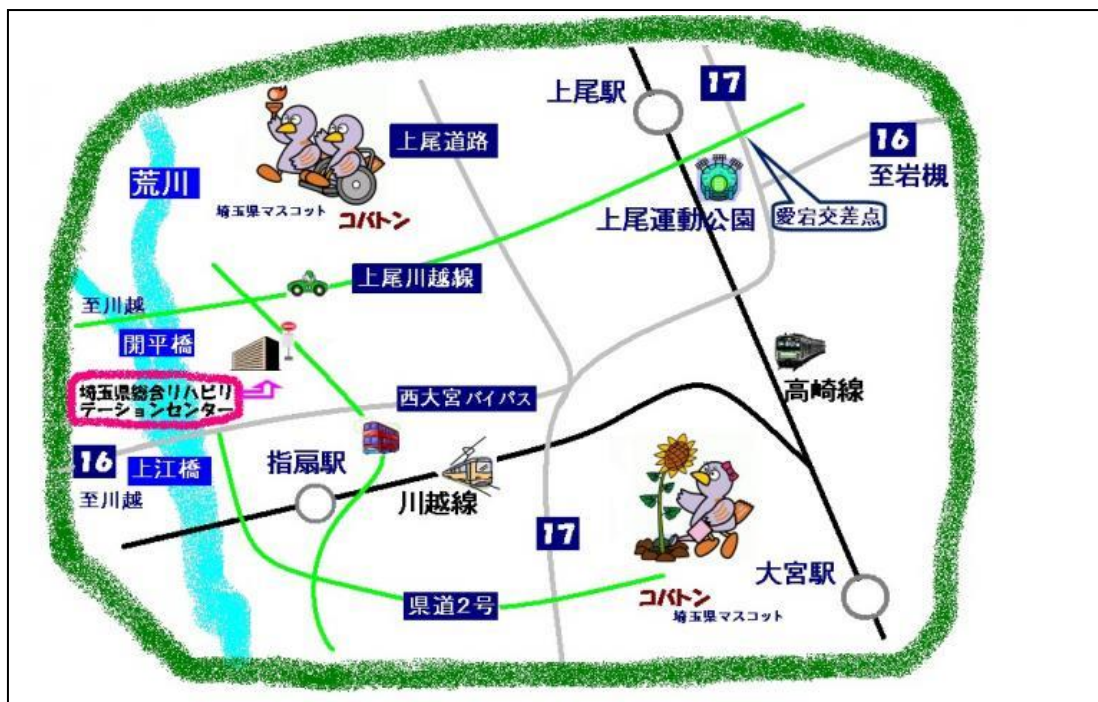 上尾駅
17
16
至岩槻
上尾道路
荒川
埼玉県マスコット
コバトン
上尾運動公園
愛宕交差点
上尾川越線
至川越
開平橋
埼玉県総合リハビリ
テーションセンター
西大宮バイパス
高崎線
16
至川越
上江橋
指扇駅
川越線
17
大宮駅
県道2号
コバトン
埼玉県マスコット